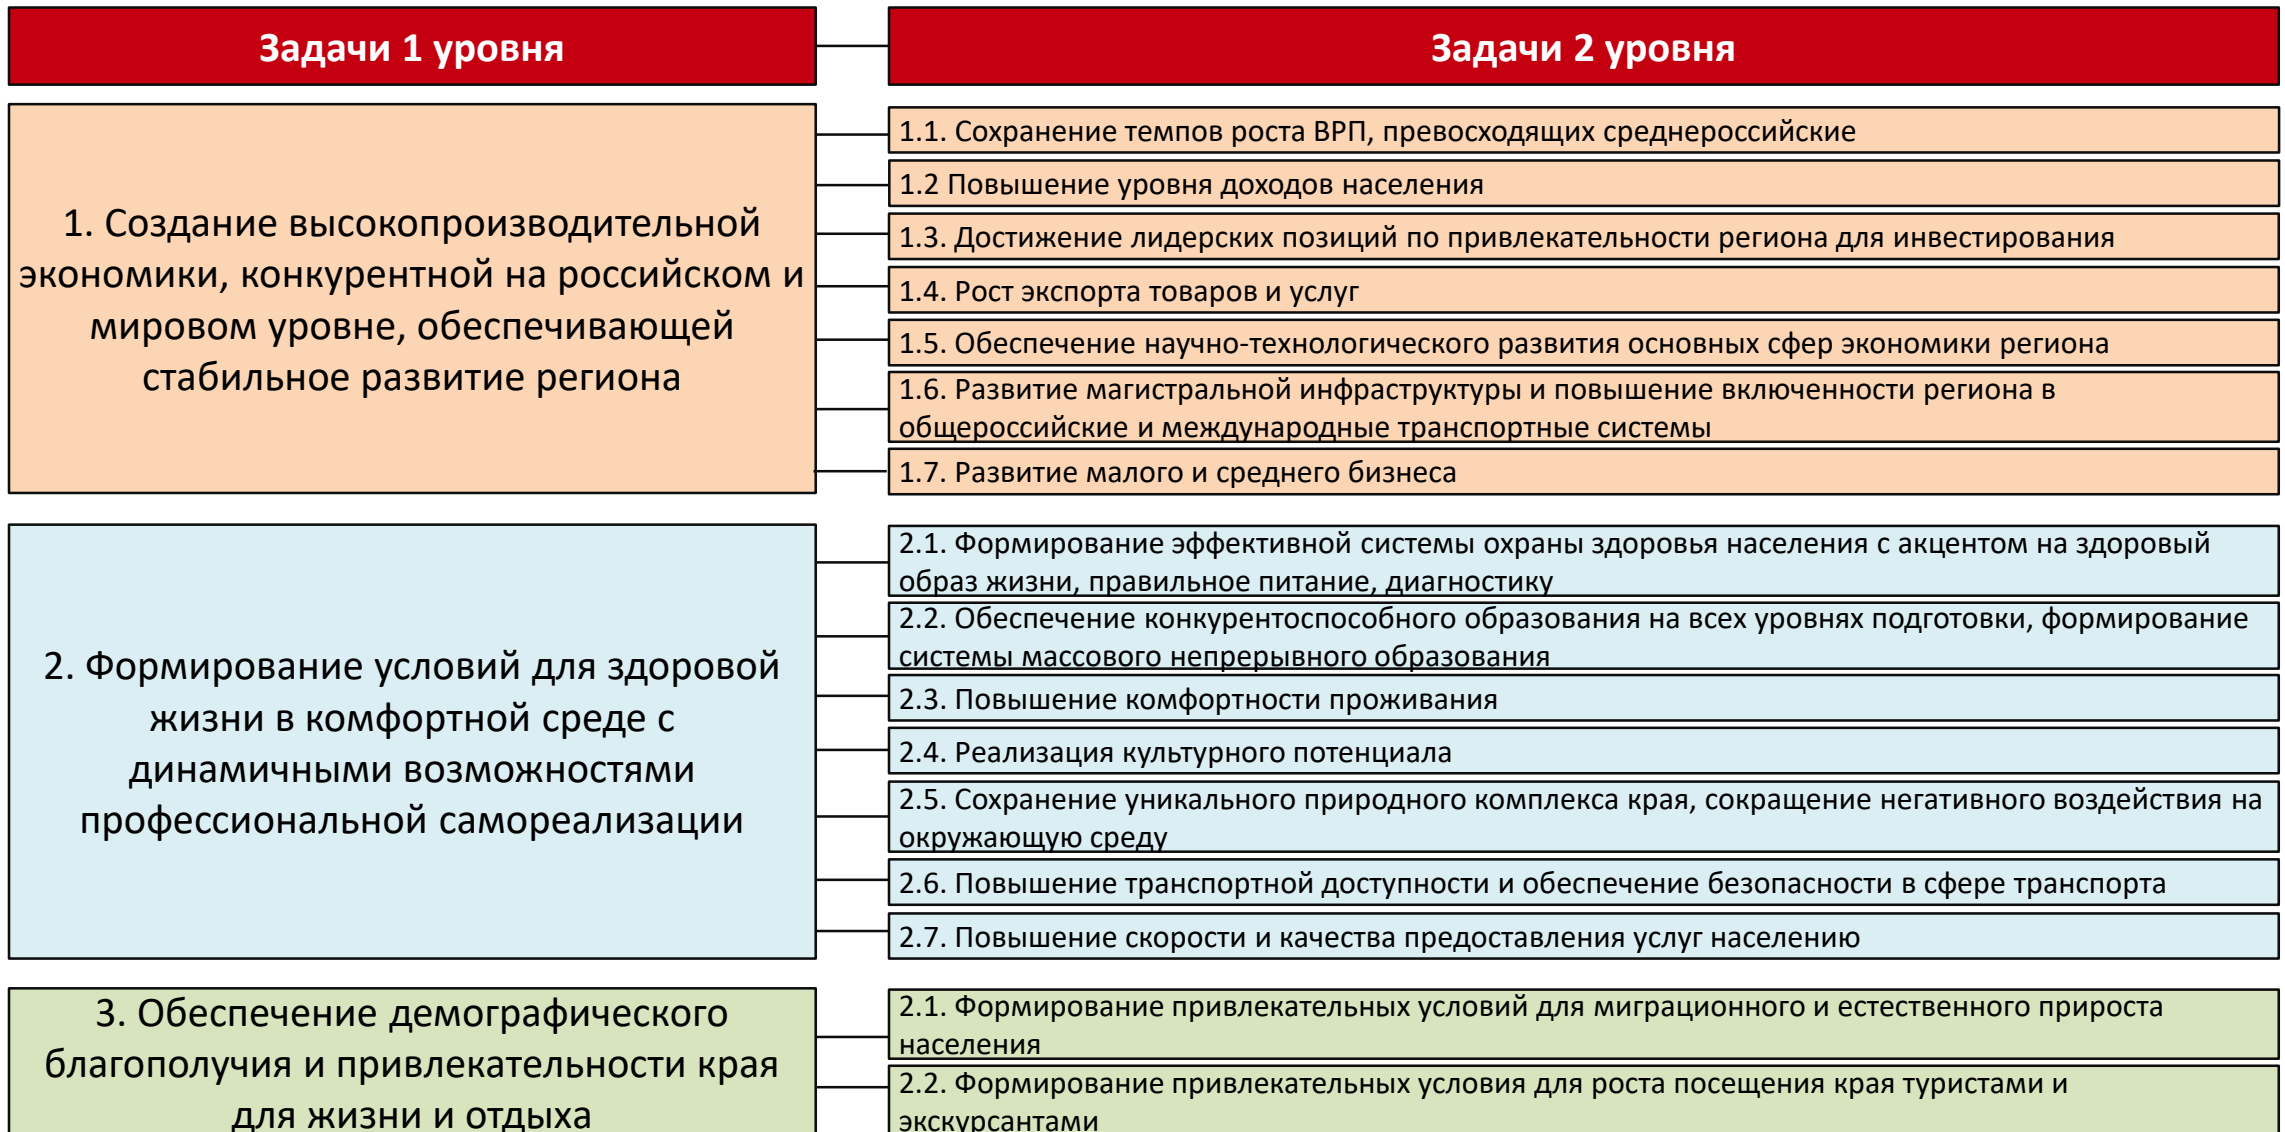 Задачи 1 уровня
Задачи 2 уровня
1. Создание высокопроизводительной
экономики, конкурентной на российском и
мировом уровне, обеспечивающей
стабильное развитие региона
1.1. Сохранение темпов роста ВРП, превосходящих среднероссийские
1.2 Повышение уровня доходов населения
1.3. Достижение лидерских позиций по привлекательности региона для инвестирования
1.4. Рост экспорта товаров и услуг
1.5. Обеспечение научно-технологического развития основных сфер экономики региона
1.6. Развитие магистральной инфраструктуры и повышение включенности региона в
общероссийские и международные транспортные системы
1.7. Развитие малого и среднего бизнеса
2. Формирование условий для здоровой
жизни в комфортной среде с
динамичными возможностями
профессиональной самореализации
2.1. Формирование эффективной системы охраны здоровья населения с акцентом на здоровый
образ жизни, правильное питание, диагностику
2.2. Обеспечение конкурентоспособного образования на всех уровнях подготовки, формирование
системы массового непрерывного образования
2.3. Повышение комфортности проживания
2.4. Реализация культурного потенциала
2.5. Сохранение уникального природного комплекса края, сокращение негативного воздействия на
окружающую среду
2.6. Повышение транспортной доступности и обеспечение безопасности в сфере транспорта
2.7. Повышение скорости и качества предоставления услуг населению
3. Обеспечение демографического
благополучия и привлекательности края
для жизни и отдыха
2.1. Формирование привлекательных условий для миграционного и естественного прироста
населения
2.2. Формирование привлекательных условия для роста посещения края туристами и
экскурсантами